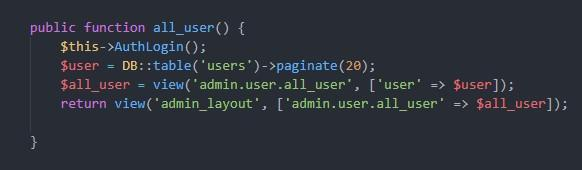 public function all_user() {
$this->AuthLogin();
$user = DB::table('users')->paginate(20);
$all_user = view('admin.user.all_user', ['user' => $user]);
return view('admin_layout', ['admin.user.all_user' => $all_user]);
}